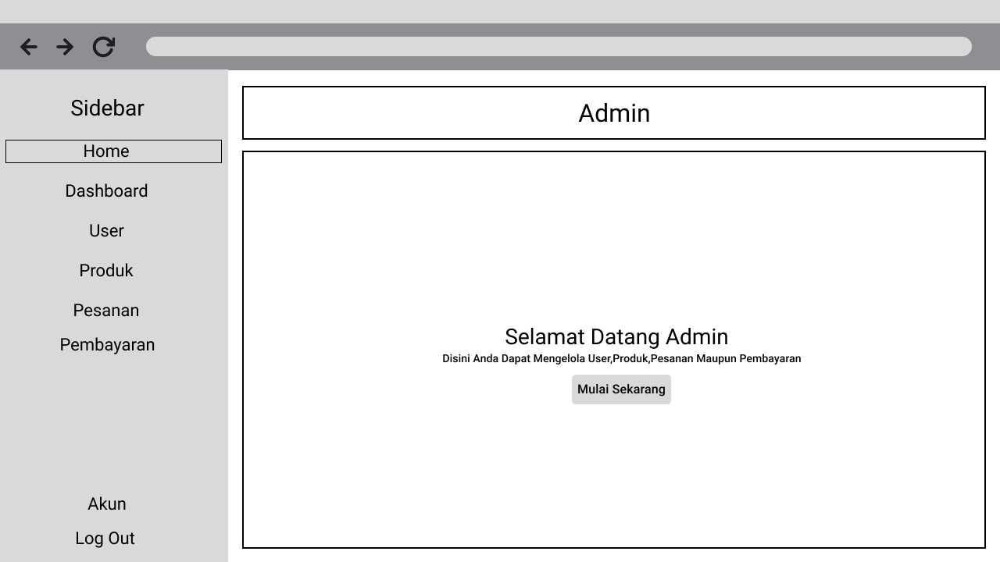 Sidebar
Home
Dashboard
User
Produk
Pesanan
Pembayaran
Akun
Log Out
Admin
Selamat Datang Admin
Disini Anda Dapat Mengelola User,Produk,Pesanan Maupun Pembayaran
Mulai Sekarang